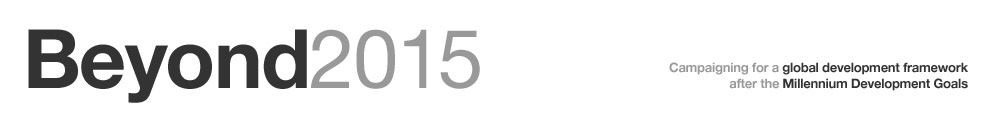 Beyond2015
Campaigning for a global development framework
after the Millennium Development Goals